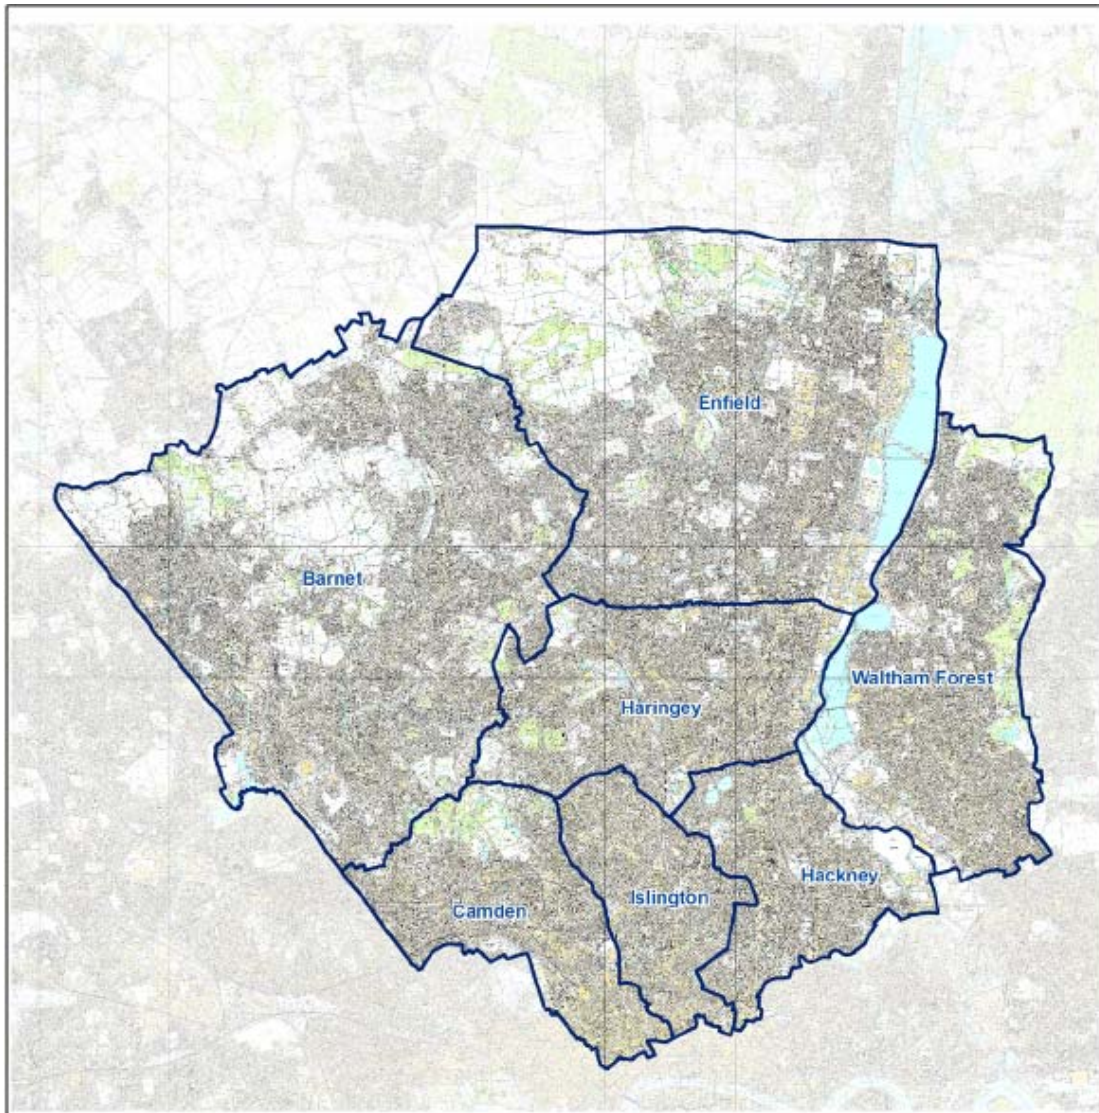 Enfield
Barnet
Waltham Forest
Haringey
Hackney
Islington
Camden